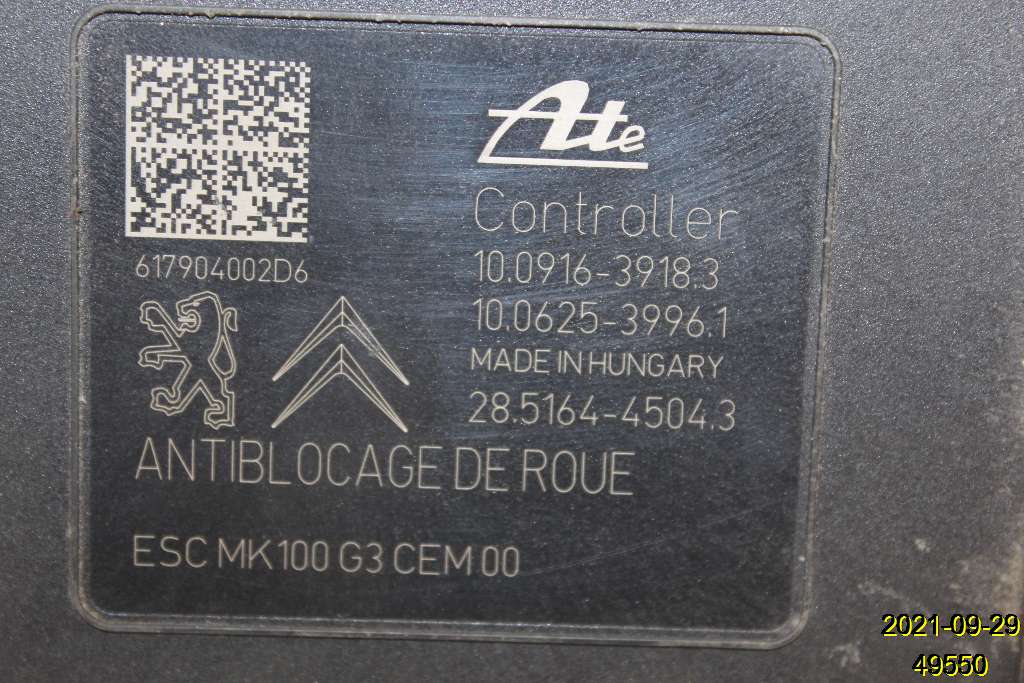 Ate
Controller
10.0916-3918.3
10.0625-3996.1
MADE IN HUNGARY
28.5164-4504.3
617904002D6
ANTIBLOCAGE DE ROUE
ESC MK100 G3 CEM 00
2021-09-29
49550